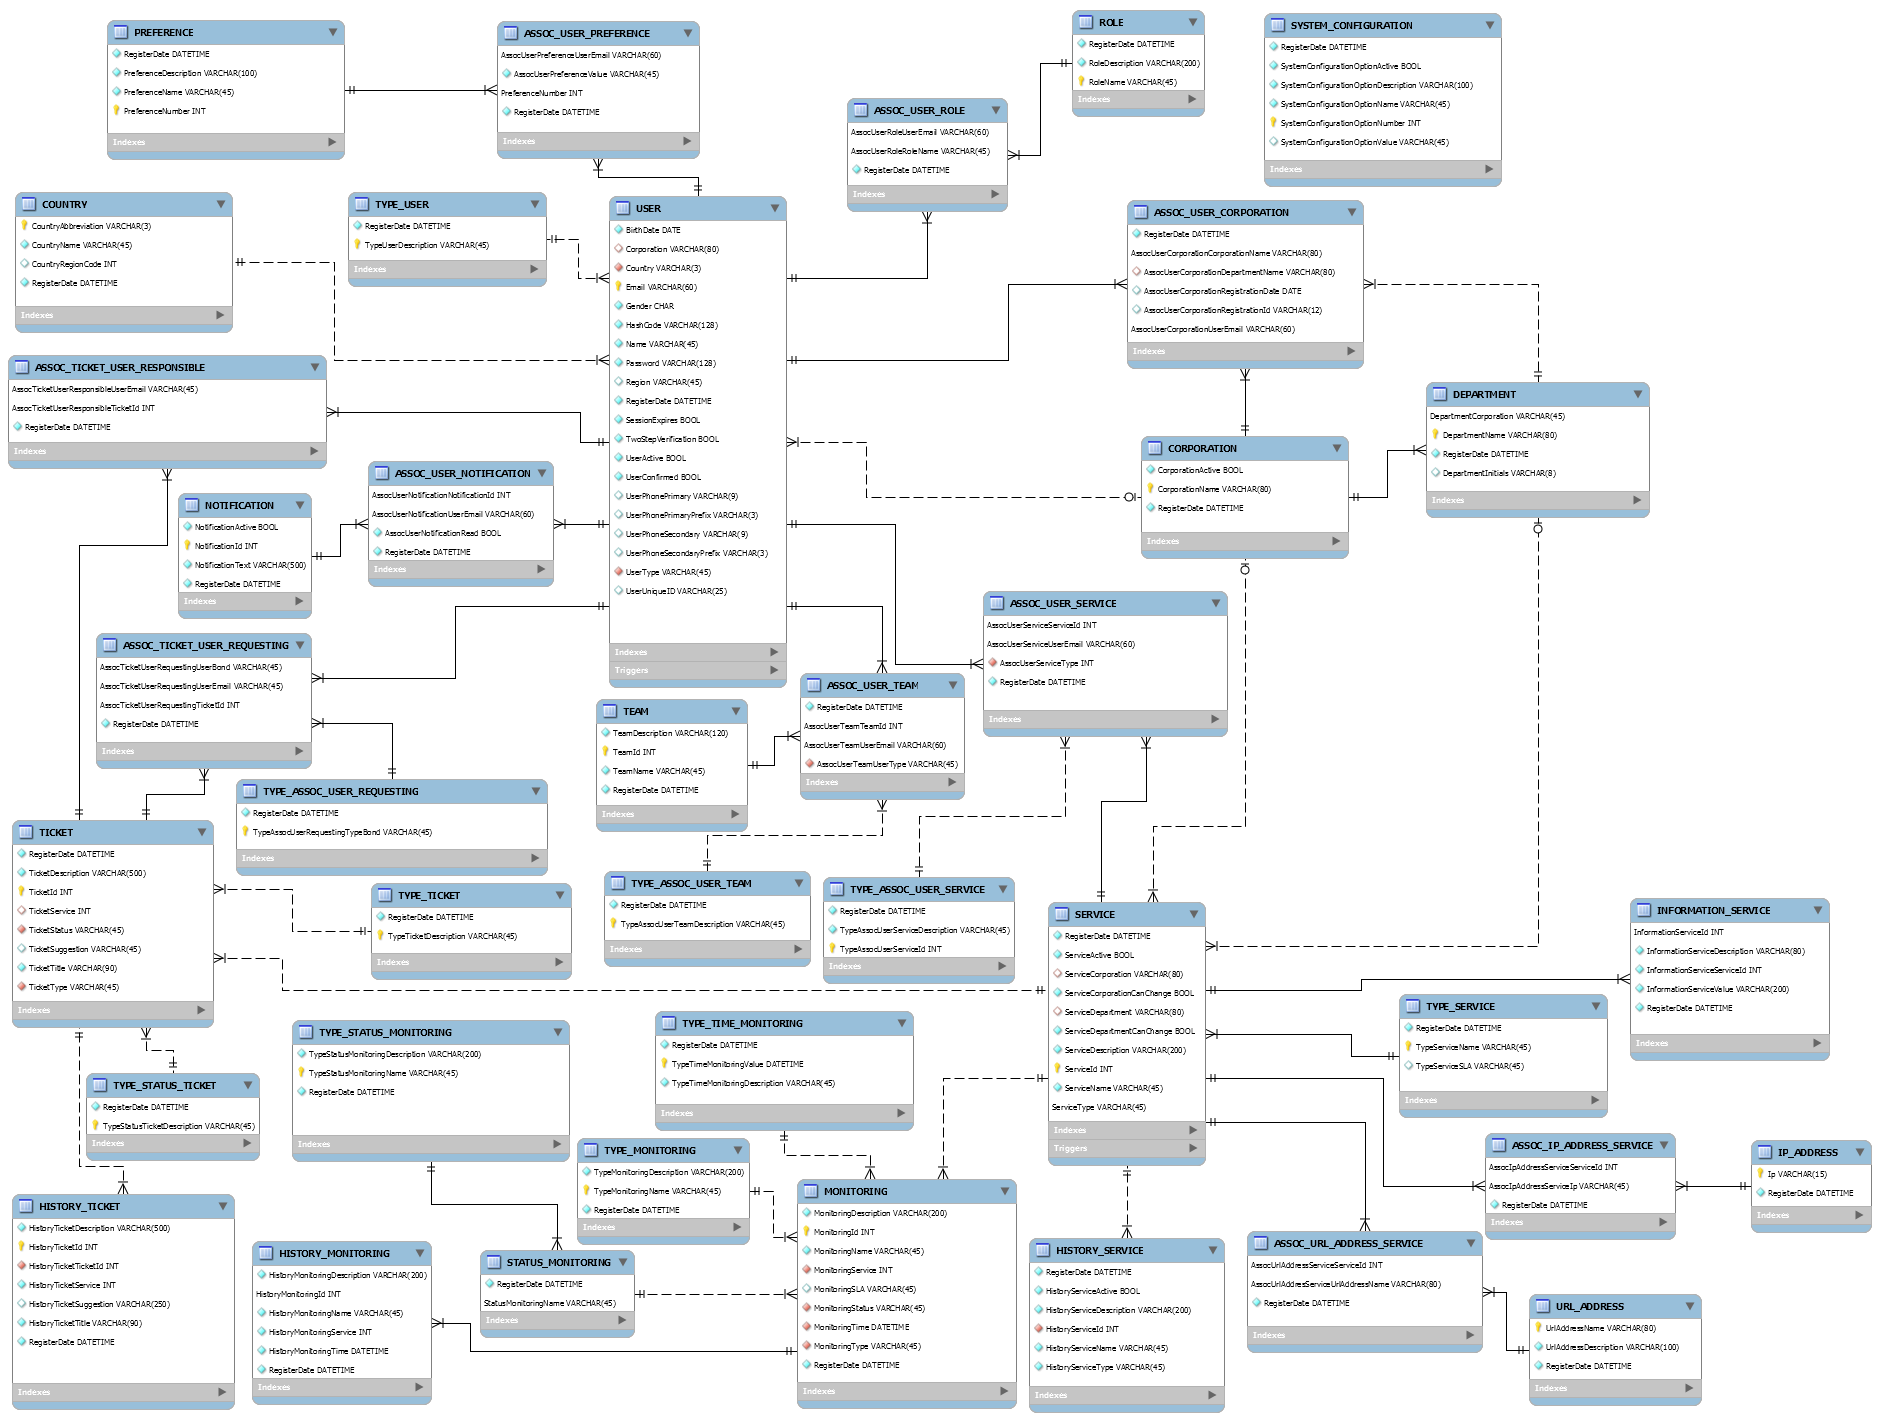 PREFERENCE
RegisterDate DATETIME
PreferenceDescription VARCHAR(100)
PreferenceName VARCHAR(45)
PreferenceNumber INT
Indexes
ASSOC_USER_PREFERENCE
AssocUserPreferenceUserEmail VARCHAR(60)
AssocUserPreferenceValue VARCHAR(45)
PreferenceNumber INT
RegisterDate DATETIME
Indexes
ROLE
RegisterDate DATETIME
RoleDescription VARCHAR(200)
RoleName VARCHAR(45)
Indexes
SYSTEM_CONFIGURATION
RegisterDate DATETIME
SystemConfigurationOptionActive BOOL
SystemConfigurationOptionDescription VARCHAR(100)
SystemConfigurationOptionName VARCHAR(45)
SystemConfigurationOptionNumber INT
SystemConfigurationOptionValue VARCHAR(45)
Indexes
ASSOC_USER_ROLE
AssocUserRoleUserEmail VARCHAR(60)
AssocUserRoleRoleName VARCHAR(45)
RegisterDate DATETIME
Indexes
COUNTRY
CountryAbbreviation VARCHAR(3)
CountryName VARCHAR(45)
CountryRegionCode INT
RegisterDate DATETIME
Indexes
TYPE_USER
RegisterDate DATETIME
TypeUserDescription VARCHAR(45)
Indexes
USER
BirthDate DATE
Corporation VARCHAR(80)
Country VARCHAR(3)
Email VARCHAR(60)
Gender CHAR
HashCode VARCHAR(128)
Name VARCHAR(45)
Password VARCHAR(128)
Region VARCHAR(45)
RegisterDate DATETIME
SessionExpires BOOL
TwoStepVerification BOOL
UserActive BOOL
UserConfirmed BOOL
UserPhonePrimary VARCHAR(9)
UserPhonePrimaryPrefix VARCHAR(3)
UserPhoneSecondary VARCHAR(9)
UserPhoneSecondaryPrefix VARCHAR(3)
UserType VARCHAR(45)
UserUniqueID VARCHAR(25)
Indexes
Triggers
ASSOC_USER_CORPORATION
RegisterDate DATETIME
AssocUserCorporationCorporationName VARCHAR(80)
AssocUserCorporationDepartmentName VARCHAR(80)
AssocUserCorporationRegistrationDate DATE
AssocUserCorporationRegistrationId VARCHAR(12)
AssocUserCorporationUserEmail VARCHAR(60)
Indexes
ASSOC_TICKET_USER_RESPONSIBLE
AssocTicketUserResponsibleUserEmail VARCHAR(45)
AssocTicketUserResponsibleTicketId INT
RegisterDate DATETIME
Indexes
DEPARTMENT
DepartmentCorporation VARCHAR(45)
DepartmentName VARCHAR(80)
RegisterDate DATETIME
DepartmentInitials VARCHAR(8)
Indexes
CORPORATION
CorporationActive BOOL
CorporationName VARCHAR(80)
RegisterDate DATETIME
Indexes
ASSOC_USER_NOTIFICATION
AssocUserNotificationNotificationId INT
AssocUserNotificationUserEmail VARCHAR(60)
AssocUserNotificationRead BOOL
RegisterDate DATETIME
Indexes
NOTIFICATION
NotificationActive BOOL
NotificationId INT
NotificationText VARCHAR(500)
RegisterDate DATETIME
Indexes
ASSOC_USER_SERVICE
AssocUserServiceServiceId INT
AssocUserServiceUserEmail VARCHAR(60)
AssocUserServiceType INT
RegisterDate DATETIME
Indexes
ASSOC_TICKET_USER_REQUESTING
AssocTicketUserRequestingUserBond VARCHAR(45)
AssocTicketUserRequestingUserEmail VARCHAR(45)
AssocTicketUserRequestingTicketId INT
RegisterDate DATETIME
Indexes
ASSOC_USER_TEAM
RegisterDate DATETIME
AssocUserTeamTeamId INT
AssocUserTeamUserEmail VARCHAR(60)
AssocUserTeamUserType VARCHAR(45)
Indexes
TEAM
TeamDescription VARCHAR(120)
TeamId INT
TeamName VARCHAR(45)
RegisterDate DATETIME
Indexes
TYPE_ASSOC_USER_REQUESTING
RegisterDate DATETIME
TypeAssocUserRequestingTypeBond VARCHAR(45)
Indexes
TICKET
RegisterDate DATETIME
TicketDescription VARCHAR(500)
TicketId INT
TicketService INT
TicketStatus VARCHAR(45)
TicketSuggestion VARCHAR(45)
TicketTitle VARCHAR(90)
TicketType VARCHAR(45)
Indexes
TYPE_TICKET
RegisterDate DATETIME
TypeTicketDescription VARCHAR(45)
Indexes
TYPE_ASSOC_USER_TEAM
RegisterDate DATETIME
TypeAssocUserTeamDescription VARCHAR(45)
Indexes
TYPE_ASSOC_USER_SERVICE
RegisterDate DATETIME
TypeAssocUserServiceDescription VARCHAR(45)
TypeAssocUserServiceId INT
Indexes
SERVICE
RegisterDate DATETIME
ServiceActive BOOL
ServiceCorporation VARCHAR(80)
ServiceCorporationCanChange BOOL
ServiceDepartment VARCHAR(80)
ServiceDepartmentCanChange BOOL
ServiceDescription VARCHAR(200)
ServiceId INT
ServiceName VARCHAR(45)
ServiceType VARCHAR(45)
Indexes
Triggers
INFORMATION_SERVICE
InformationServiceId INT
InformationServiceDescription VARCHAR(80)
InformationServiceServiceId INT
InformationServiceValue VARCHAR(200)
RegisterDate DATETIME
Indexes
TYPE_SERVICE
RegisterDate DATETIME
TypeServiceName VARCHAR(45)
TypeServiceSLA VARCHAR(45)
Indexes
TYPE_STATUS_MONITORING
TypeStatusMonitoringDescription VARCHAR(200)
TypeStatusMonitoringName VARCHAR(45)
RegisterDate DATETIME
Indexes
TYPE_TIME_MONITORING
RegisterDate DATETIME
TypeTimeMonitoringValue DATETIME
TypeTimeMonitoringDescription VARCHAR(45)
Indexes
TYPE_STATUS_TICKET
RegisterDate DATETIME
TypeStatusTicketDescription VARCHAR(45)
Indexes
TYPE_MONITORING
TypeMonitoringDescription VARCHAR(200)
TypeMonitoringName VARCHAR(45)
RegisterDate DATETIME
Indexes
ASSOC_IP_ADDRESS_SERVICE
AssocIpAddressServiceServiceId INT
AssocIpAddressServiceIp VARCHAR(45)
RegisterDate DATETIME
Indexes
IP_ADDRESS
Ip VARCHAR(15)
RegisterDate DATETIME
Indexes
MONITORING
MonitoringDescription VARCHAR(200)
MonitoringId INT
MonitoringName VARCHAR(45)
MonitoringService INT
MonitoringSLA VARCHAR(45)
MonitoringStatus VARCHAR(45)
MonitoringTime DATETIME
MonitoringType VARCHAR(45)
RegisterDate DATETIME
Indexes
HISTORY_TICKET
HistoryTicketDescription VARCHAR(500)
HistoryTicketId INT
HistoryTicketTicketId INT
HistoryTicketService INT
HistoryTicketSuggestion VARCHAR(250)
HistoryTicketTitle VARCHAR(90)
RegisterDate DATETIME
Indexes
HISTORY_MONITORING
HistoryMonitoringDescription VARCHAR(200)
HistoryMonitoringId INT
HistoryMonitoringName VARCHAR(45)
HistoryMonitoringService INT
HistoryMonitoringTime DATETIME
RegisterDate DATETIME
Indexes
STATUS_MONITORING
RegisterDate DATETIME
StatusMonitoringName VARCHAR(45)
Indexes
HISTORY_SERVICE
RegisterDate DATETIME
HistoryServiceActive BOOL
HistoryServiceDescription VARCHAR(200)
HistoryServiceId INT
HistoryServiceName VARCHAR(45)
HistoryServiceType VARCHAR(45)
Indexes
ASSOC_URL_ADDRESS_SERVICE
AssocUrlAddressServiceServiceId INT
AssocUrlAddresServiceUrlAddressName VARCHAR(80)
RegisterDate DATETIME
Indexes
URL_ADDRESS
UrlAddressName VARCHAR(80)
UrlAddressDescription VARCHAR(100)
RegisterDate DATETIME
Indexes